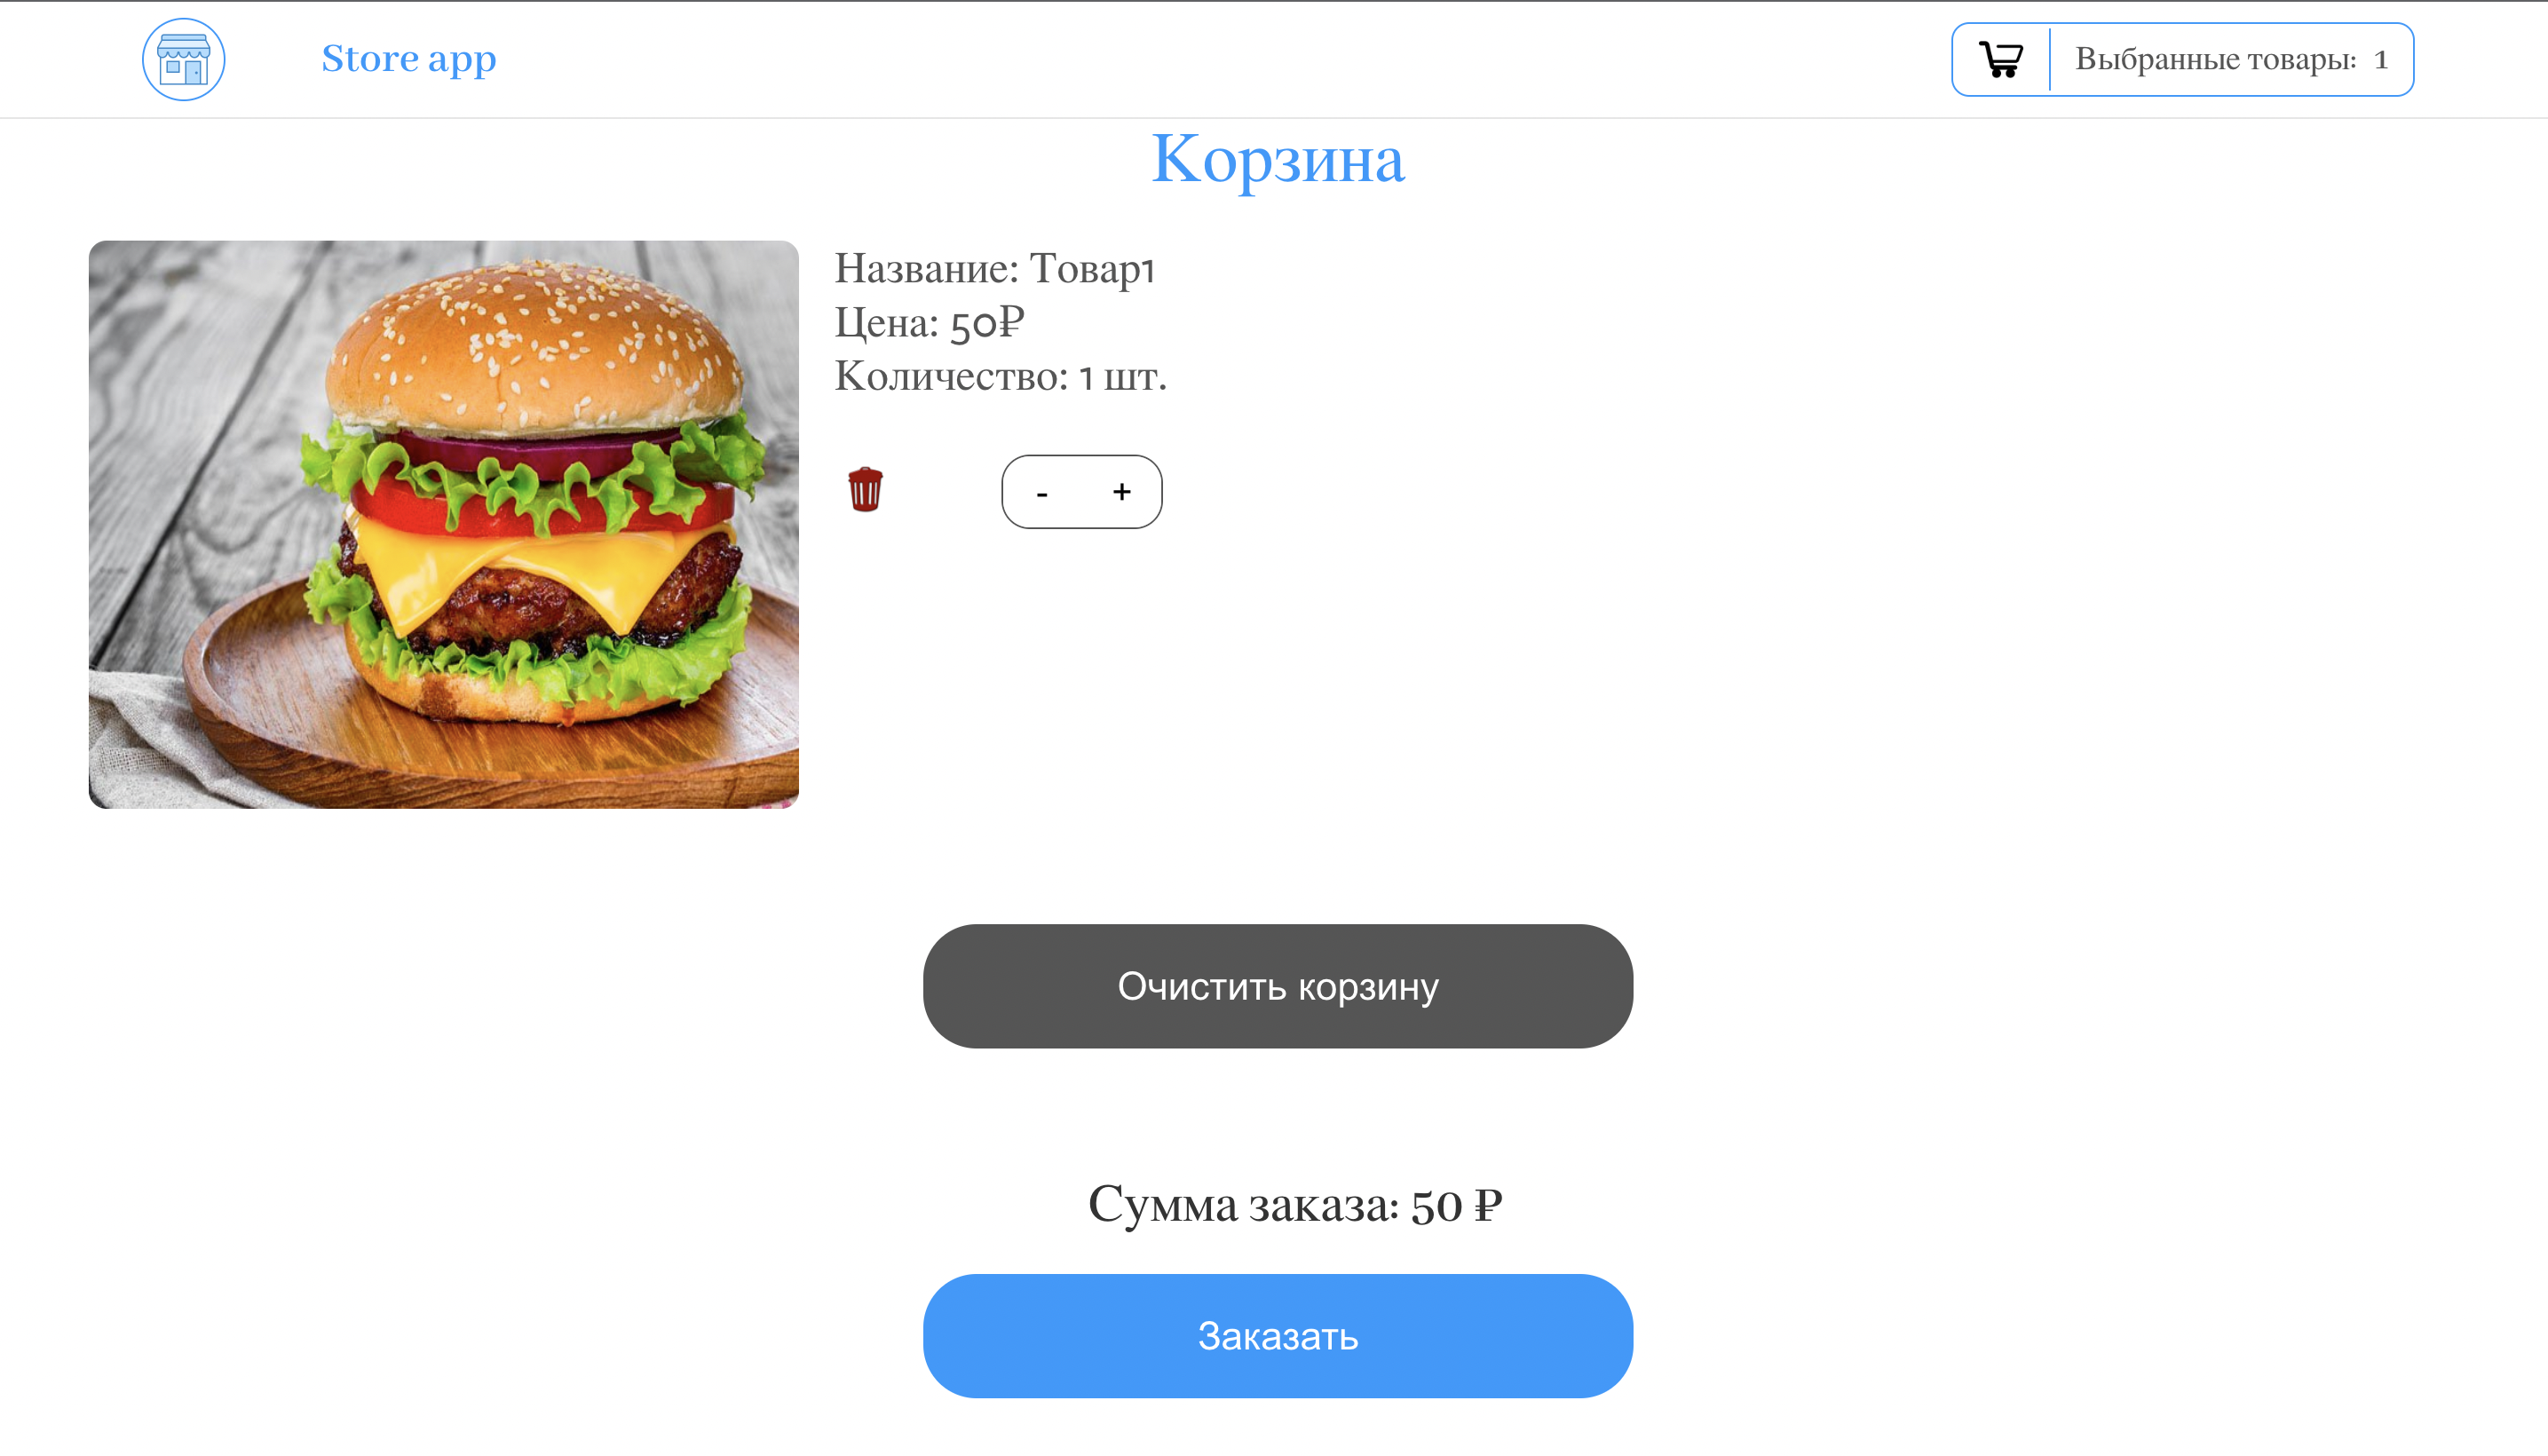 Store app
Выбранные товары: 1
Корзина
Название: Товар1
Цена: 50₽
Количество: 1 шт.
- +
Очистить корзину
Сумма заказа: 50 ₽
Заказать